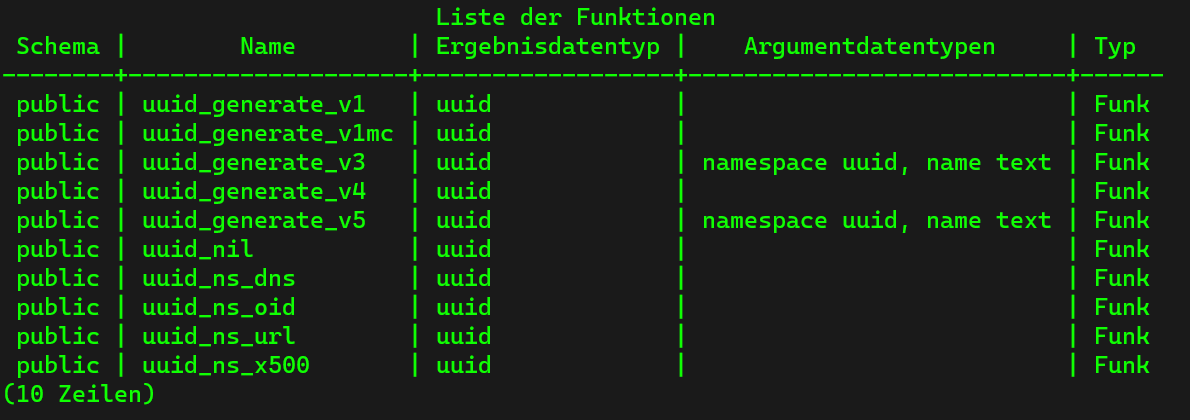 Liste der Funktionen
 Schema |        Name        | Ergebnisdatentyp |    Argumentdatentypen     | Typ
--------+--------------------+------------------+---------------------------+------
 public | uuid_generate_v1   | uuid             |                           | Funk
 public | uuid_generate_v1mc | uuid             |                           | Funk
 public | uuid_generate_v3   | uuid             | namespace uuid, name text | Funk
 public | uuid_generate_v4   | uuid             |                           | Funk
 public | uuid_generate_v5   | uuid             | namespace uuid, name text | Funk
 public | uuid_nil           | uuid             |                           | Funk
 public | uuid_ns_dns        | uuid             |                           | Funk
 public | uuid_ns_oid        | uuid             |                           | Funk
 public | uuid_ns_url        | uuid             |                           | Funk
 public | uuid_ns_x500       | uuid             |                           | Funk
(10 Zeilen)